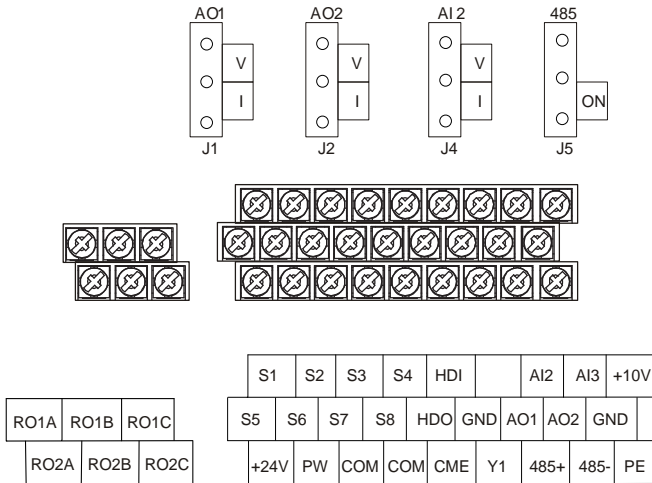 AO1 AO2 AI2 485
V V V
I I I ON
J1 J2 J4 J5
S1 S2 S3 S4 HDI AI2 AI3 +10V
RO1A RO1B RO1C S5 S6 S7 S8 HDO GND AO1 AO2 GND
RO2A RO2B RO2C +24V PW COM COM CME Y1 485+ 485- PE